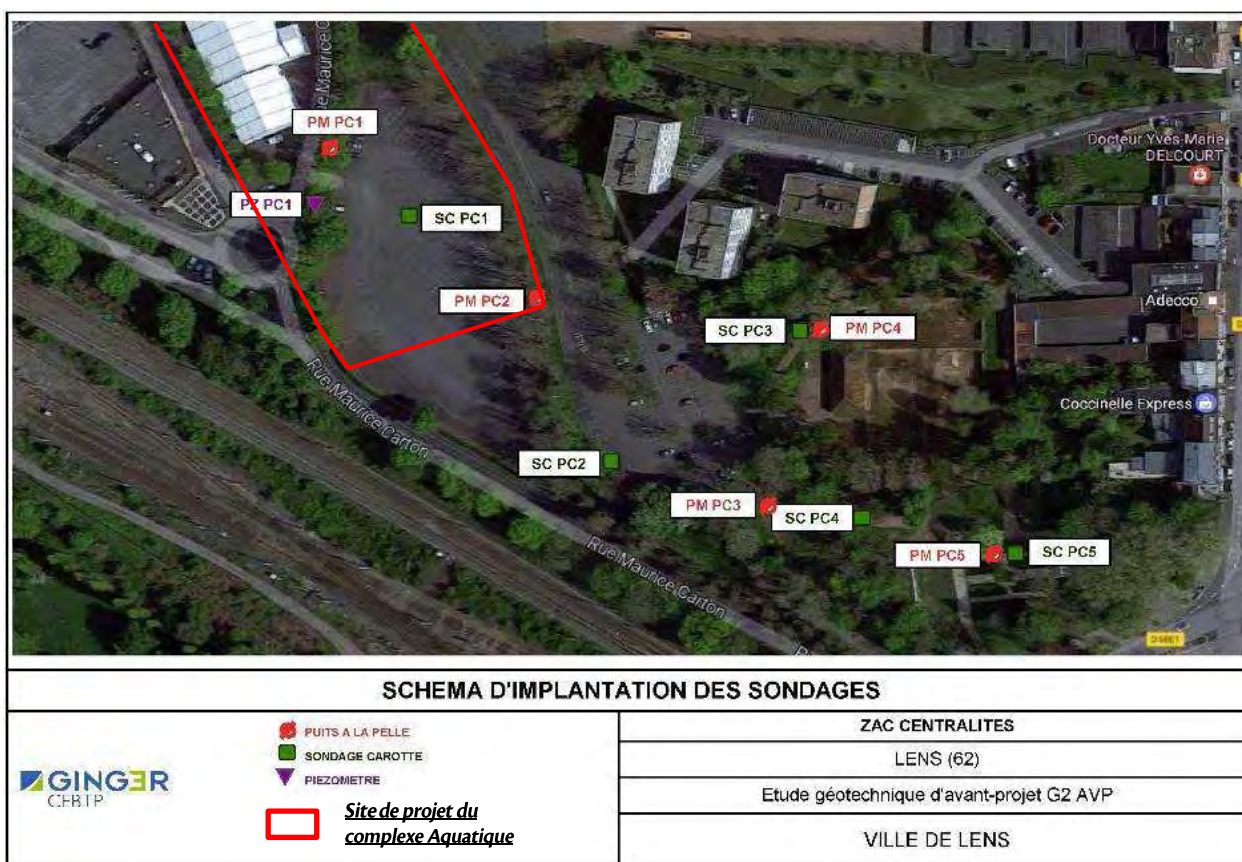 Rue Maurice C
PM PC1
Docteur Yves-Marie
DELCOURT
PZ PC1
SC PC1
PM PC2
Adecco
SC PC3
PM PC4
Rue Maurice Carton
Coccinelle Express
SC PC2
PM PC3
SC PC4
Rue Maurice Carton
PM PC5
SC PC5
SCHEMA D'IMPLANTATION DES SONDAGES
PUITS A LA PELLE
SONDAGE CAROTTE
PIEZOMETRE
GINGER
CEBTP
Site de projet du
complexe Aquatique
ZAC CENTRALITES
LENS (62)
Etude géotechnique d'avant-projet G2 AVP
VILLE DE LENS